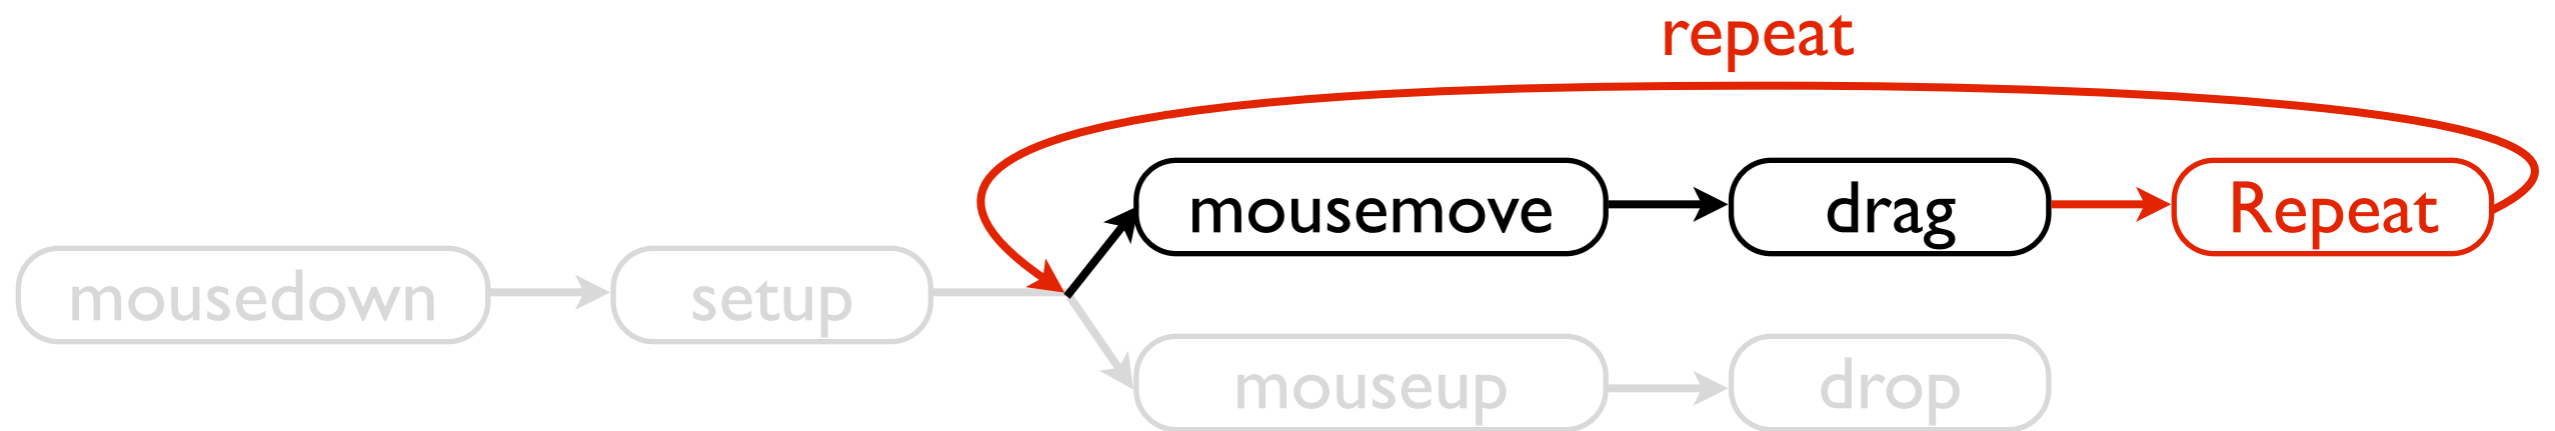 repeat
mousemove
drag
Repeat
mousedown
setup
mouseup
drop